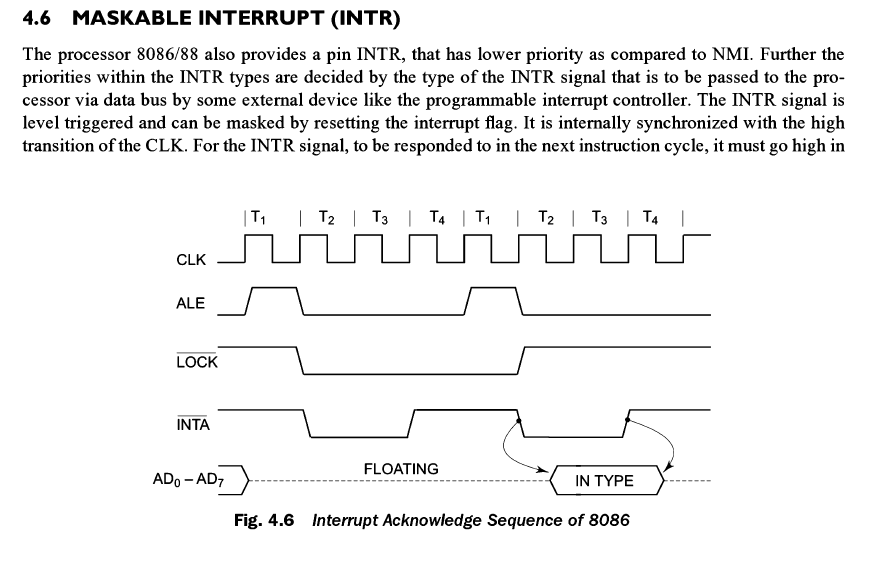 4.6 MASKABLE INTERRUPT (INTR)
The processor 8086/88 also provides a pin INTR, that has lower priority as compared to NMI. Further the
priorities within the INTR types are decided by the type of the INTR signal that is to be passed to the pro-
cessor via data bus by some external device like the programmable interrupt controller. The INTR signal is
level triggered and can be masked by resetting the interrupt flag. It is internally synchronized with the high
transition of the CLK. For the INTR signal, to be responded to in the next instruction cycle, it must go high in
| T₁ | T₂ | T₃ | T₄ | T₁ | T₂ | T₃ | T₄ |
CLK
ALE
L̅O̅C̅K̅
I̅N̅T̅A̅
FLOATING
AD₀ – AD₇ IN TYPE
Fig. 4.6 Interrupt Acknowledge Sequence of 8086